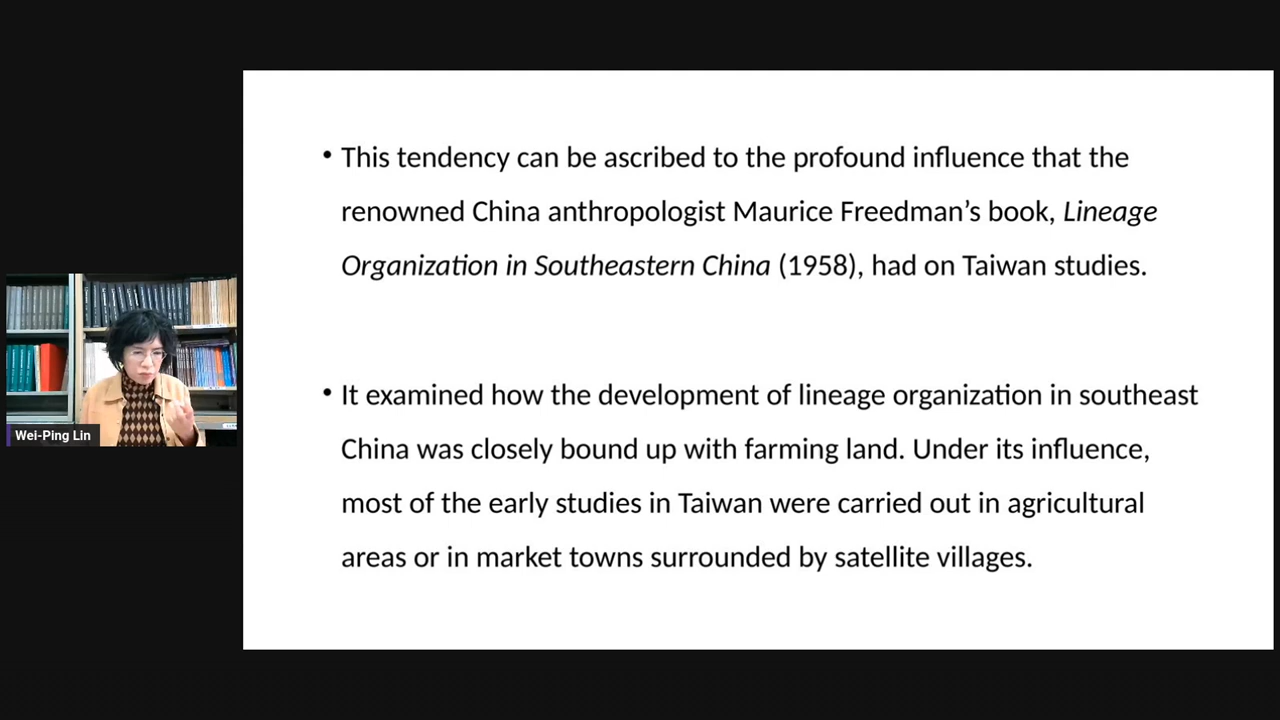 • This tendency can be ascribed to the profound influence that the
renowned China anthropologist Maurice Freedman’s book, Lineage
Organization in Southeastern China (1958), had on Taiwan studies.
• It examined how the development of lineage organization in southeast
China was closely bound up with farming land. Under its influence,
most of the early studies in Taiwan were carried out in agricultural
areas or in market towns surrounded by satellite villages.
Wei-Ping Lin